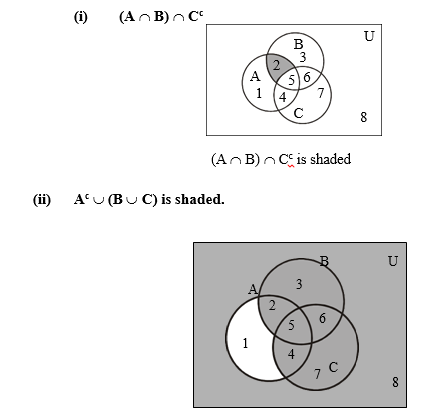 (i) (A ∩ B) ∩ Cᶜ
U
B
3
2
A
5 6
1 4 7
C
8
(A ∩ B) ∩ Cᶜ is shaded
(ii) Aᶜ ∪ (B ∪ C) is shaded.
B U
3
A
2
5 6
1
4
7 C
8